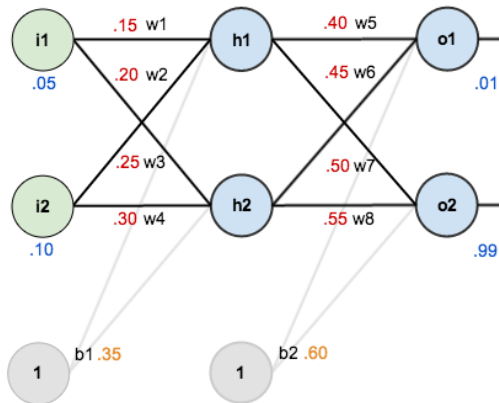 .15 w1
.40 w5
i1
h1
o1
.20 w2
.45 w6
.05
.01
.25 w3
.50 w7
i2
.30 w4
h2
.55 w8
o2
.10
.99
b1 .35
b2 .60
1
1